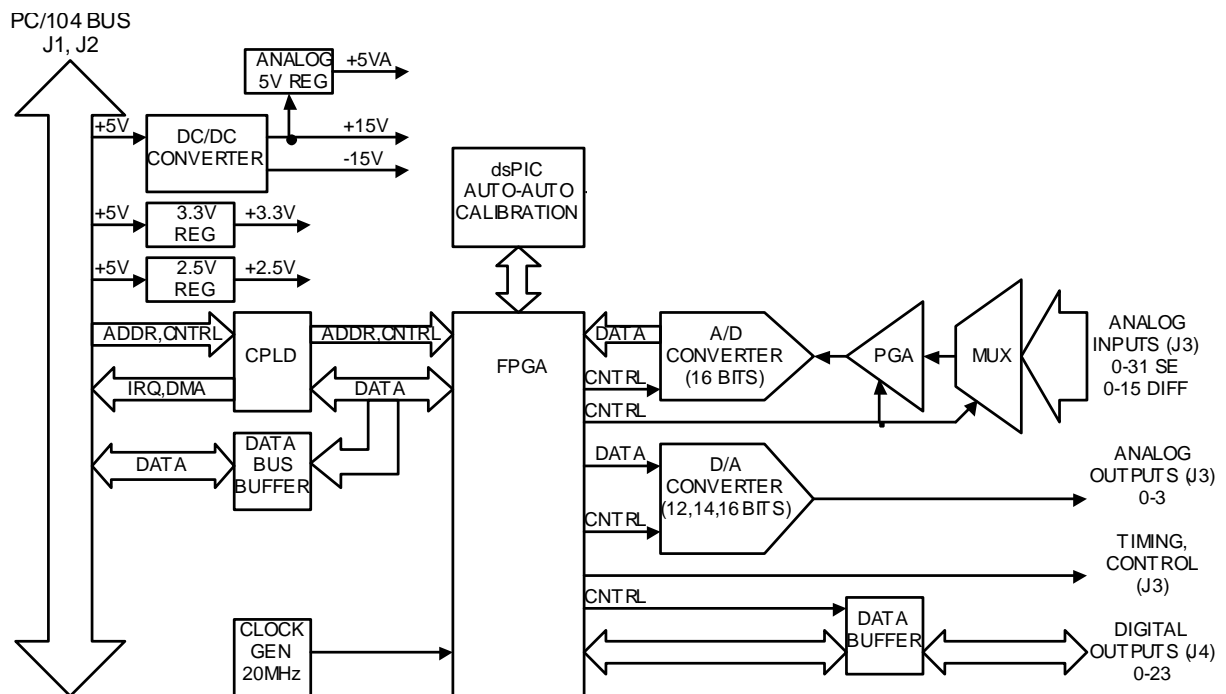 PC/104 BUS
J1, J2
ANALOG
5V REG
+5VA
+5V
DC/DC
CONVERTER
+15V
-15V
+5V
3.3V
REG
+3.3V
+5V
2.5V
REG
+2.5V
dsPIC
AUTO-AUTO
CALIBRATION
ADDR,CNTRL
CPLD
ADDR,CNTRL
IRQ,DMA
DATA
DATA
DATA
BUS
BUFFER
CLOCK
GEN
20MHz
FPGA
DATA
A/D
CONVERTER
(16 BITS)
CNTRL
CNTRL
PGA
MUX
ANALOG
INPUTS (J3)
0-31 SE
0-15 DIFF
DATA
D/A
CONVERTER
(12,14,16 BITS)
CNTRL
ANALOG
OUTPUTS (J3)
0-3
TIMING,
CONTROL
(J3)
CNTRL
DATA
BUFFER
DIGITAL
OUTPUTS (J4)
0-23